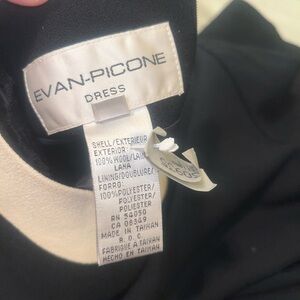 EVAN-PICONE
DRESS
SHELL/EXTERIEUR
EXTERIOR:
100% WOOL/LAINE
LANA
LINING/DOUBLURE/
FORRO:
100% POLYESTER/
POLYESTER/
POLIESTER
RN 54050
CA 08349
MADE IN TAIWAN
R.O.C.
FABRIQUE A TAIWAN
HECHO EN TAIWAN